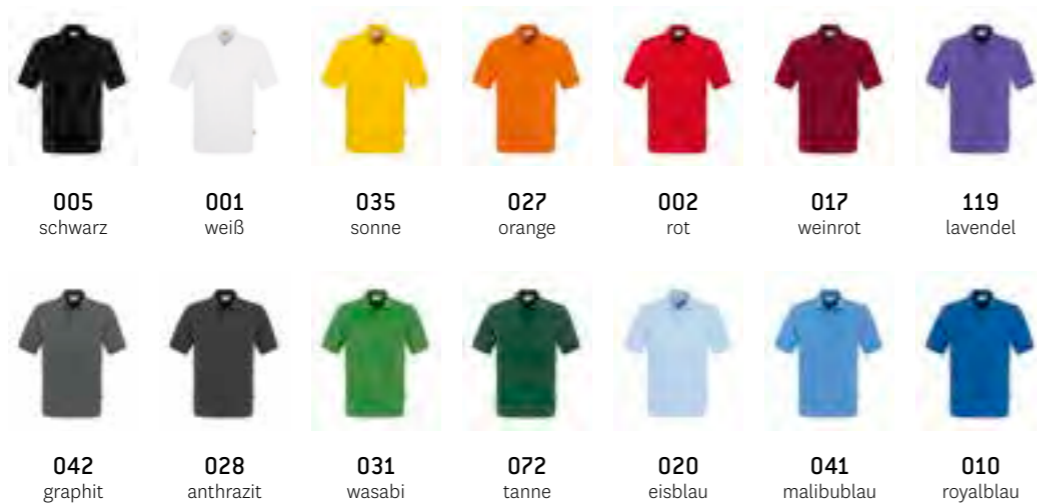 005 001 035 027 002 017 119
schwarz weiß sonne orange rot weinrot lavendel
042 028 031 072 020 041 010
graphit anthrazit wasabi tanne eisblau malibublau royalblau